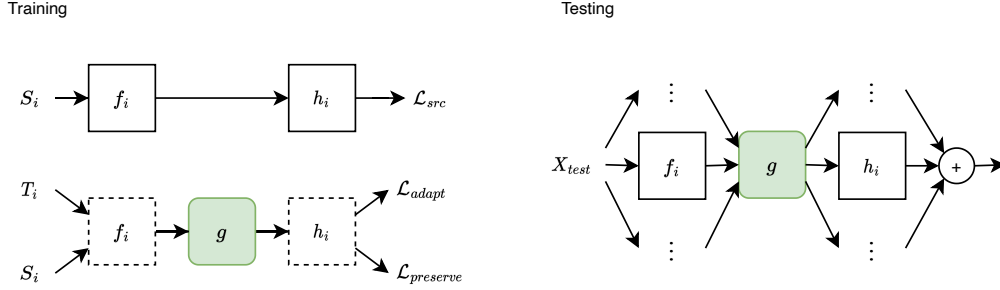 Training
Testing
S_i
f_i
h_i
ℒ_src
T_i
S_i
f_i
g
h_i
ℒ_adapt
ℒ_preserve
X_test
⋮
f_i
⋮
g
⋮
h_i
⋮
+